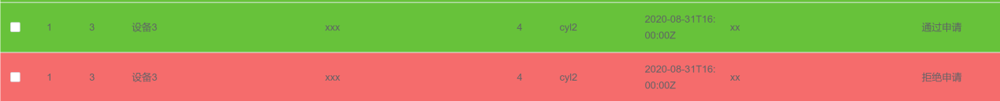 1 3 设备3 xxx 4 cyl2 2020-08-31T16:00:00Z xx 通过申请
1 3 设备3 xxx 4 cyl2 2020-08-31T16:00:00Z xx 拒绝申请